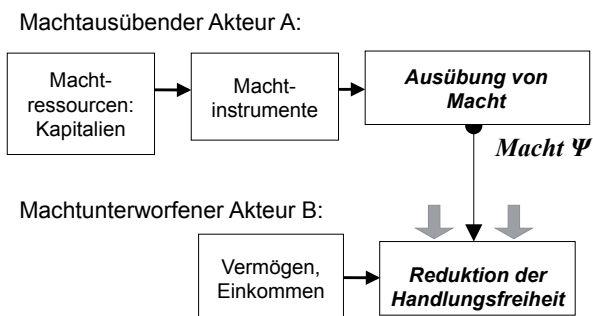 Machtausübender Akteur A:
Macht-
ressourcen:
Kapitalien
Macht-
instrumente
Ausübung von
Macht
Macht Ψ
Machtunterworfener Akteur B:
Vermögen,
Einkommen
Reduktion der
Handlungsfreiheit